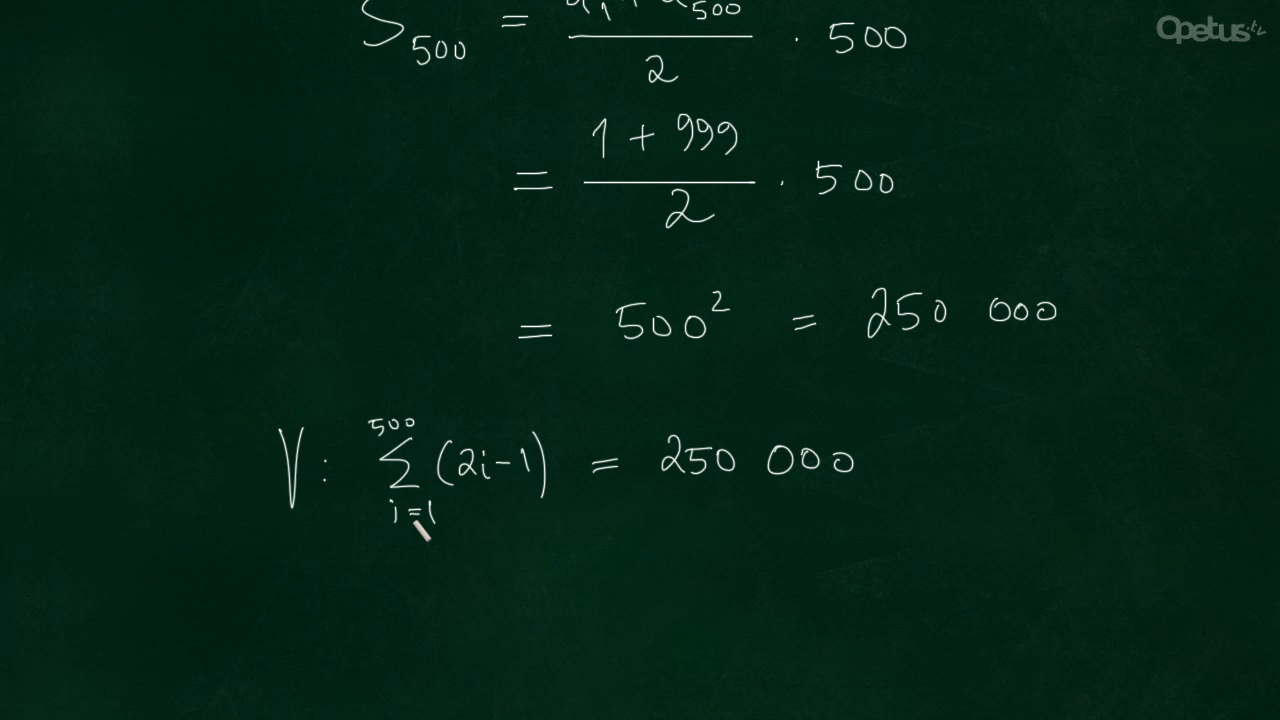 Opetus.tv
S₅₀₀ = (a₁ + a₅₀₀)/2 · 500
= (1 + 999)/2 · 500
= 500² = 250 000
V: ∑_{i=1}^{500} (2i-1) = 250 000